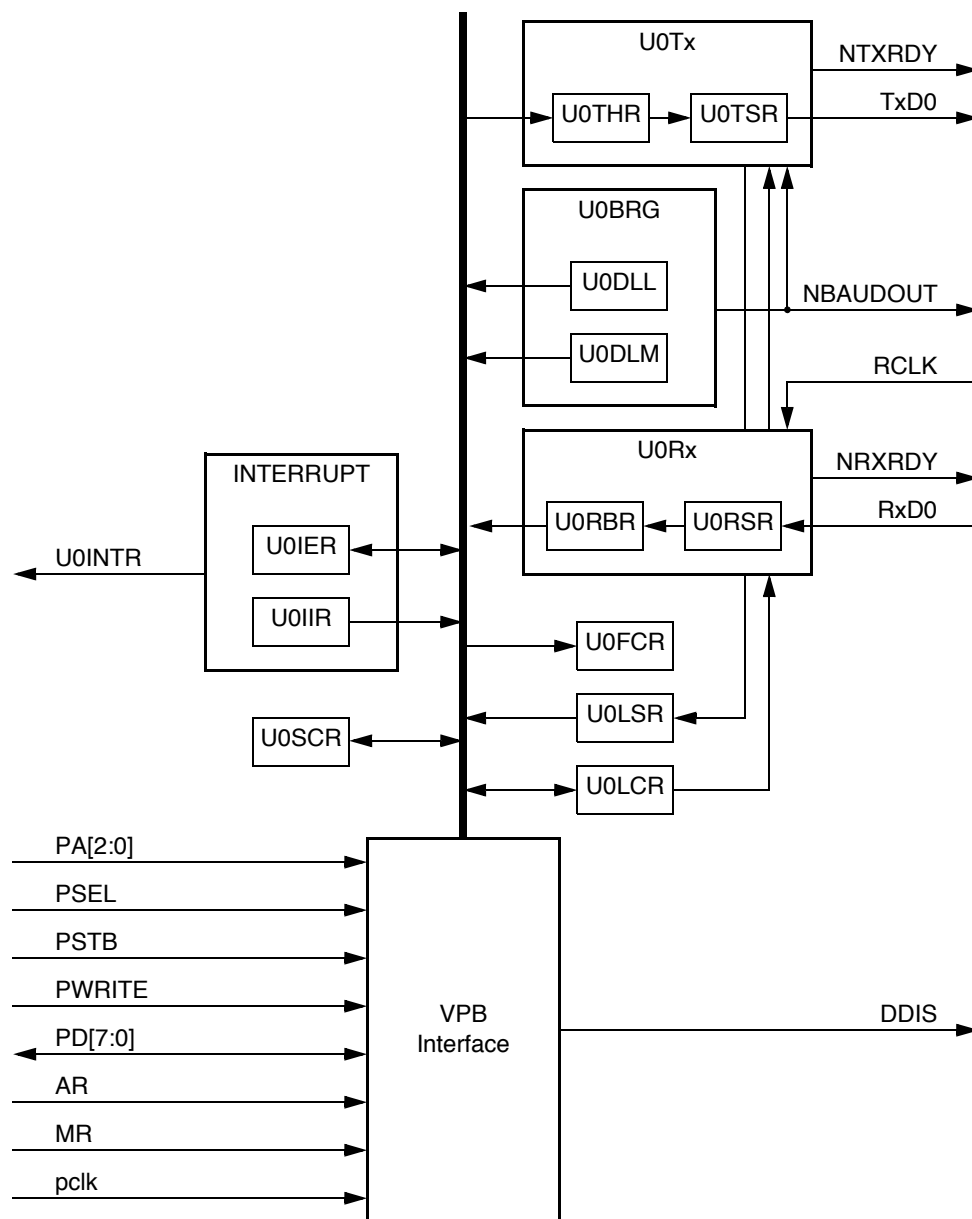 U0Tx
NTXRDY
U0THR
U0TSR
TxD0
U0BRG
U0DLL
NBAUDOUT
U0DLM
RCLK
U0Rx
INTERRUPT
NRXRDY
U0RBR
U0RSR
RxD0
U0IER
U0INTR
U0IIR
U0FCR
U0LSR
U0SCR
U0LCR
PA[2:0]
PSEL
PSTB
PWRITE
VPB
Interface
DDIS
PD[7:0]
AR
MR
pclk